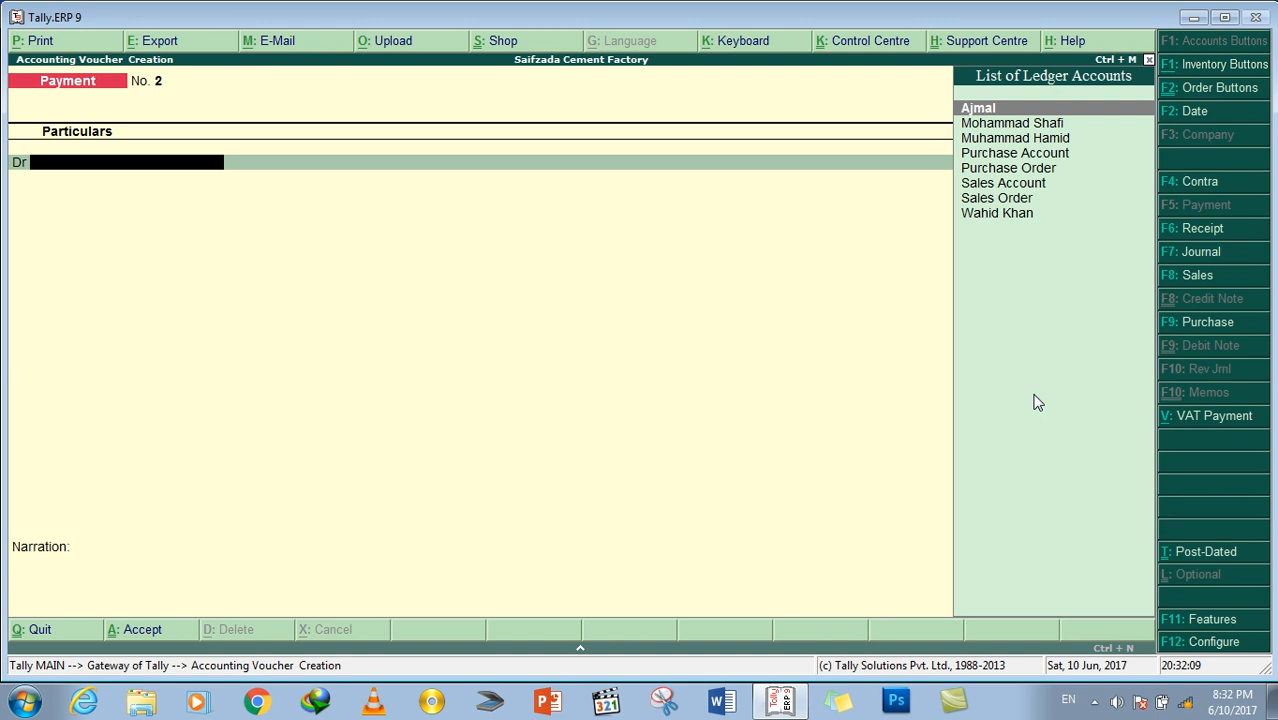 Tally.ERP 9
P: Print
E: Export
M: E-Mail
O: Upload
S: Shop
G: Language
K: Keyboard
K: Control Centre
H: Support Centre
H: Help
Accounting Voucher Creation
Saifzada Cement Factory
Ctrl + M
Payment No. 2
Particulars
Dr
Narration:
List of Ledger Accounts
Ajmal
Mohammad Shafi
Muhammad Hamid
Purchase Account
Purchase Order
Sales Account
Sales Order
Wahid Khan
F1: Accounts Buttons
F1: Inventory Buttons
F2: Order Buttons
F2: Date
F3: Company
F4: Contra
F5: Payment
F6: Receipt
F7: Journal
F8: Sales
F8: Credit Note
F9: Purchase
F9: Debit Note
F10: Rev Jrnl
F10: Memos
V: VAT Payment
T: Post-Dated
L: Optional
F11: Features
F12: Configure
Q: Quit
A: Accept
D: Delete
X: Cancel
Ctrl + N
Tally MAIN --> Gateway of Tally --> Accounting Voucher Creation
(c) Tally Solutions Pvt. Ltd., 1988-2013
Sat, 10 Jun, 2017
20:32:09
321
ERP 9
Ps
EN
8:32 PM
6/10/2017